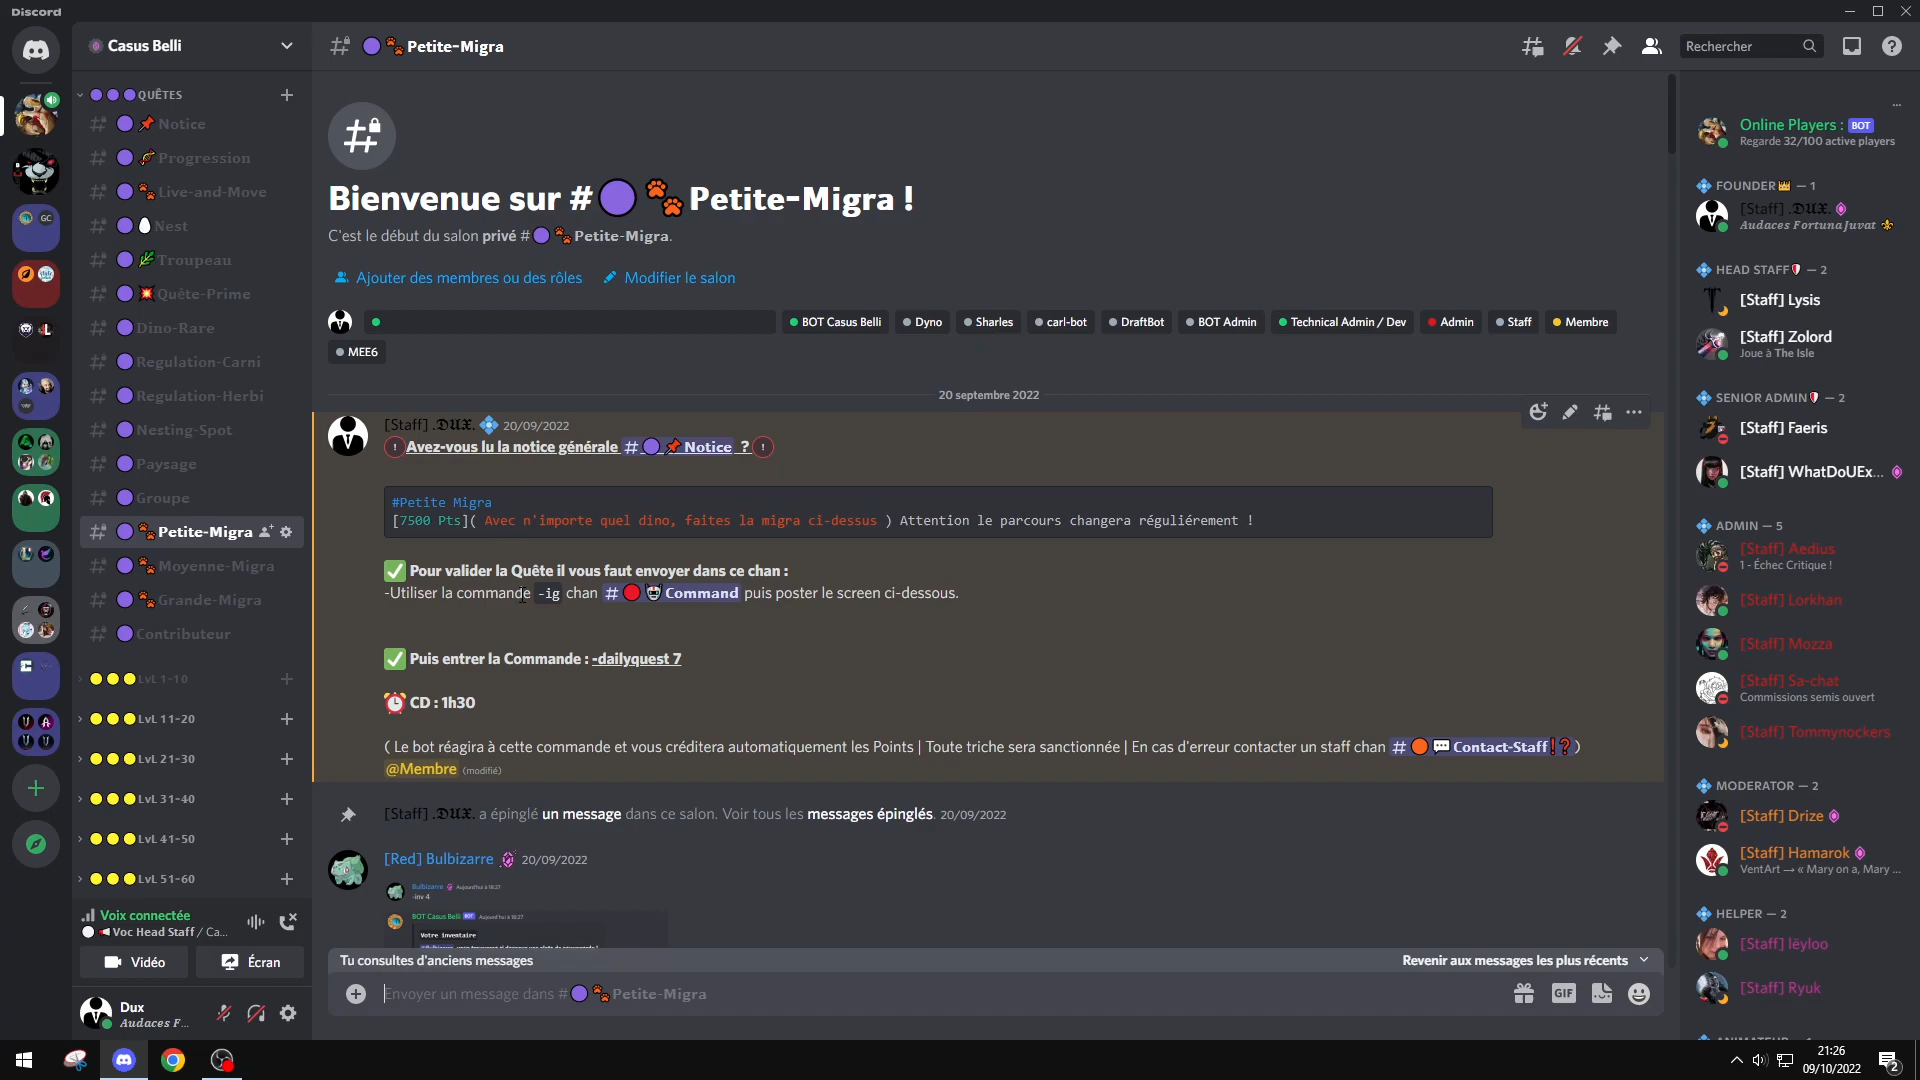 Discord
Casus Belli
Petite-Migra
Rechercher
QUÊTES
Notice
Progression
Live-and-Move
Nest
Troupeau
Quête-Prime
Dino-Rare
Regulation-Carni
Regulation-Herbi
Nesting-Spot
Paysage
Groupe
Petite-Migra
Moyenne-Migra
Grande-Migra
Contributeur
LvL 1-10
LvL 11-20
LvL 21-30
LvL 31-40
LvL 41-50
LvL 51-60
Voix connectée
Voc Head Staff / Ca...
Vidéo
Écran
Dux
Audaces F...
Bienvenue sur # Petite-Migra !
C'est le début du salon privé # Petite-Migra.
Ajouter des membres ou des rôles
Modifier le salon
BOT Casus Belli
Dyno
Sharles
carl-bot
DraftBot
BOT Admin
Technical Admin / Dev
Admin
Staff
Membre
MEE6
20 septembre 2022
[Staff] .𝕯𝖀𝖃. 20/09/2022
Avez-vous lu la notice générale # Notice ?
#Petite Migra
[7500 Pts]( Avec n'importe quel dino, faites la migra ci-dessus ) Attention le parcours changera réguliérement !
Pour valider la Quête il vous faut envoyer dans ce chan :
-Utiliser la commande -ig chan # Command puis poster le screen ci-dessous.
Puis entrer la Commande : -dailyquest 7
CD : 1h30
( Le bot réagira à cette commande et vous créditera automatiquement les Points | Toute triche sera sanctionnée | En cas d'erreur contacter un staff chan # Contact-Staff❗❓ )
@Membre (modifié)
[Staff] .𝕯𝖀𝖃. a épinglé un message dans ce salon. Voir tous les messages épinglés. 20/09/2022
[Red] Bulbizarre 20/09/2022
Bulbizarre Aujourd'hui à 18:27
-inv 4
BOT Casus Belli BOT Aujourd'hui à 18:27
Votre inventaire
Tu consultes d'anciens messages
Revenir aux messages les plus récents
Envoyer un message dans # Petite-Migra
GIF
Online Players : BOT
Regarde 32/100 active players
FOUNDER — 1
[Staff] .𝕯𝖀𝖃.
Audaces Fortuna Juvat
HEAD STAFF — 2
[Staff] Lysis
[Staff] Zolord
Joue à The Isle
SENIOR ADMIN — 2
[Staff] Faeris
[Staff] WhatDoUEx...
ADMIN — 5
[Staff] Aedius
1 - Échec Critique !
[Staff] Lorkhan
[Staff] Mozza
[Staff] Sa-chat
Commissions semis ouvert
[Staff] Tommynockers
MODERATOR — 2
[Staff] Drize
[Staff] Hamarok
VentArt → « Mary on a, Mary ...
HELPER — 2
[Staff] lëyloo
[Staff] Ryuk
21:26
09/10/2022
2